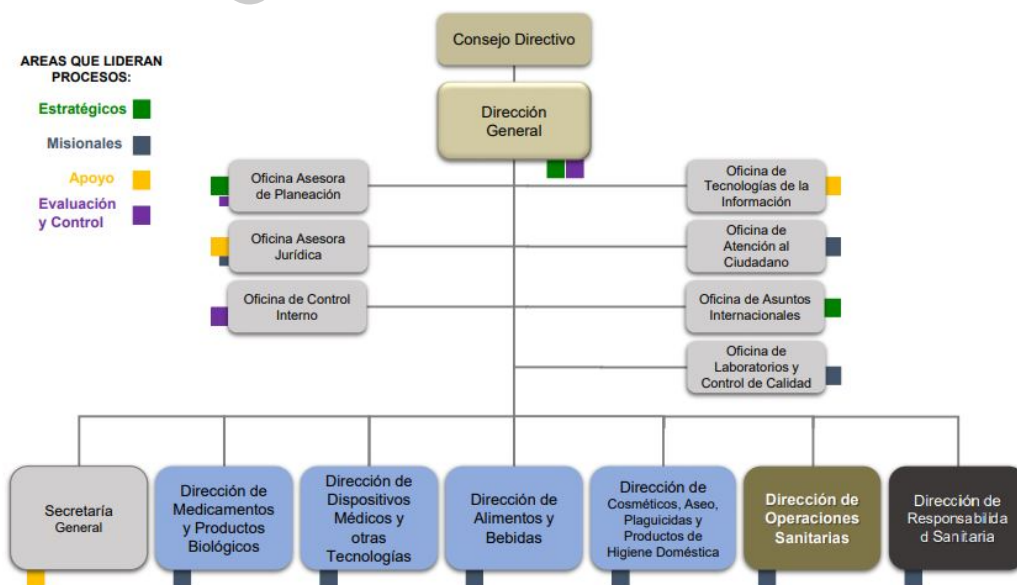 Consejo Directivo
AREAS QUE LIDERAN
PROCESOS:
Estratégicos
Misionales
Apoyo
Evaluación
y Control
Dirección
General
Oficina Asesora
de Planeación
Oficina de
Tecnologías de la
Información
Oficina Asesora
Jurídica
Oficina de
Atención al
Ciudadano
Oficina de Control
Interno
Oficina de Asuntos
Internacionales
Oficina de
Laboratorios y
Control de Calidad
Secretaría
General
Dirección de
Medicamentos
y Productos
Biológicos
Dirección de
Dispositivos
Médicos y
otras
Tecnologías
Dirección de
Alimentos y
Bebidas
Dirección de
Cosméticos, Aseo,
Plaguicidas y
Productos de
Higiene Doméstica
Dirección de
Operaciones
Sanitarias
Dirección de
Responsabilida
d Sanitaria